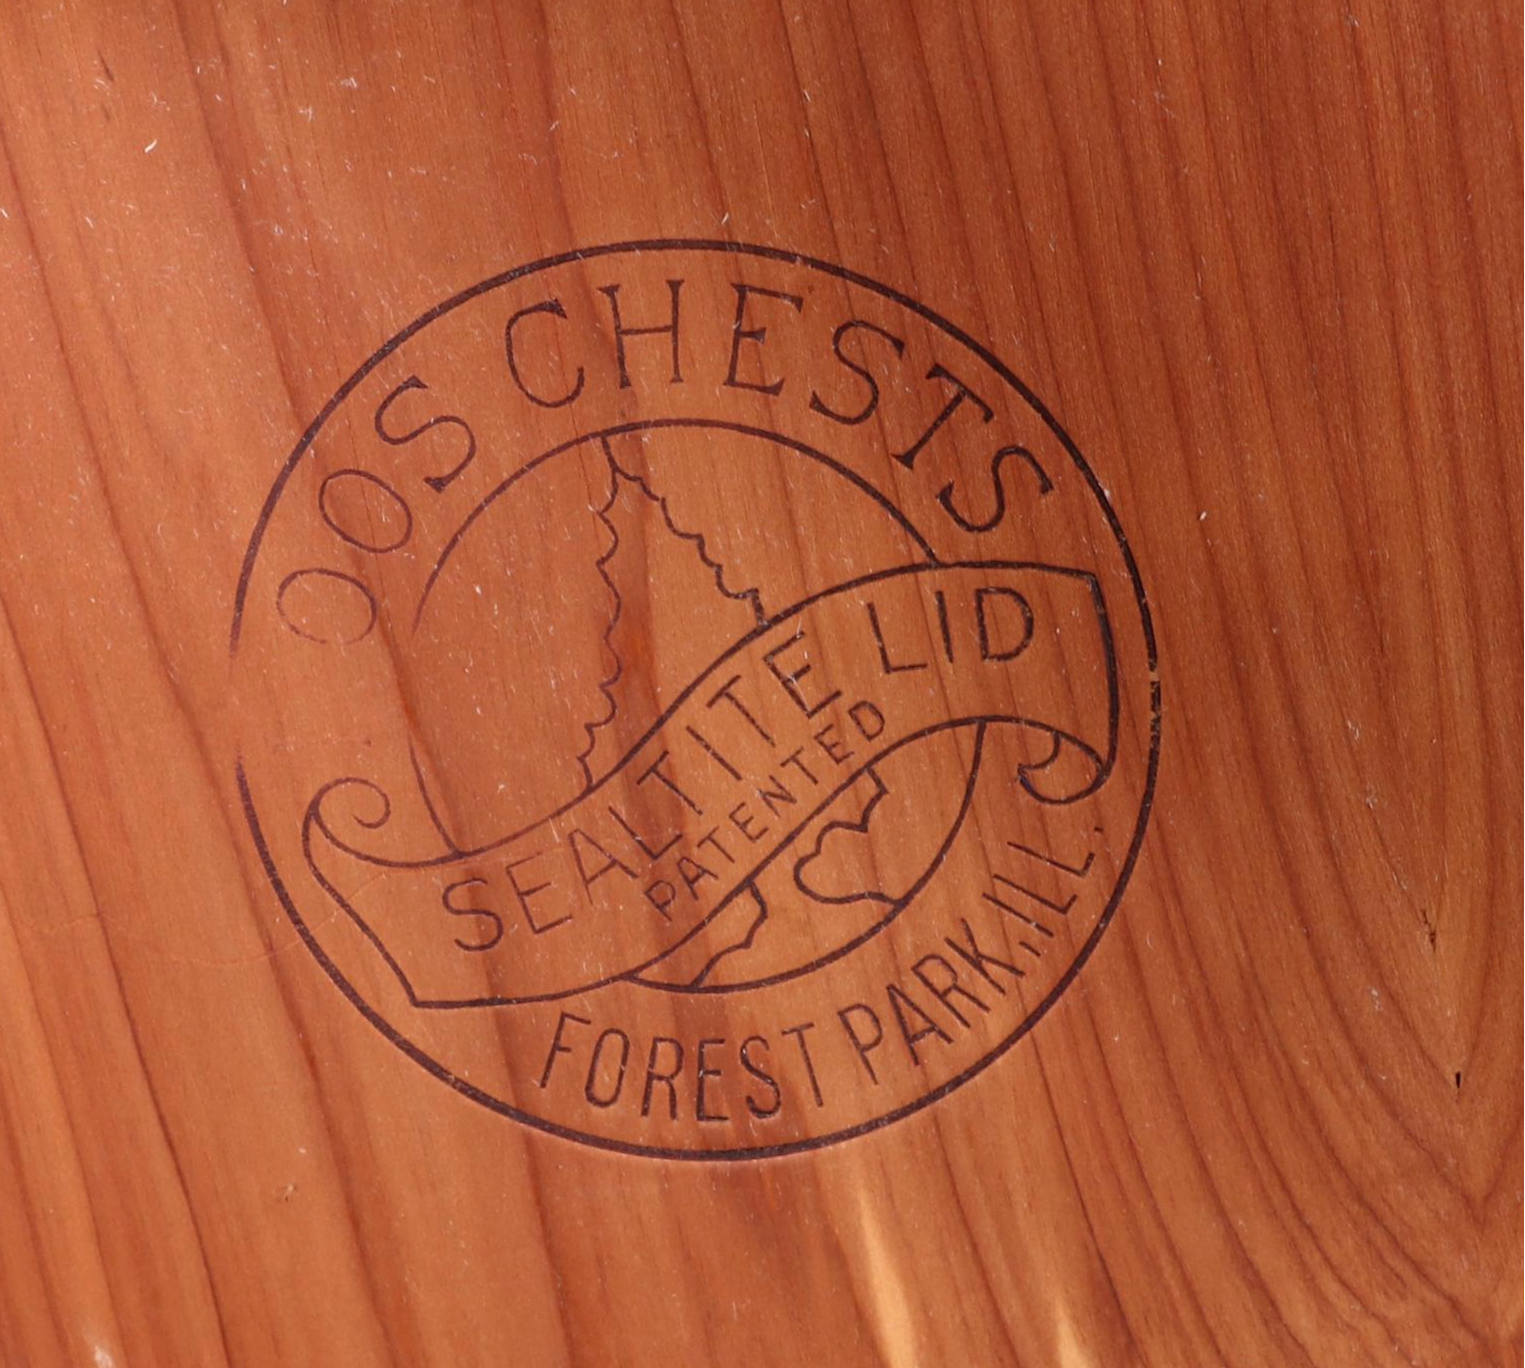 OOS CHESTS
SEALTITE LID
PATENTED
FOREST PARK, ILL.